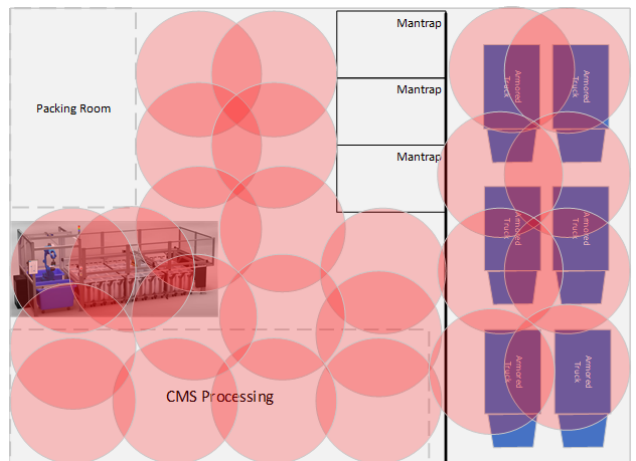 Mantrap
Packing Room
Mantrap
Mantrap
Armored
Truck
Armored
Truck
Armored
Truck
Armored
Truck
Armored
Truck
Armored
Truck
CMS Processing